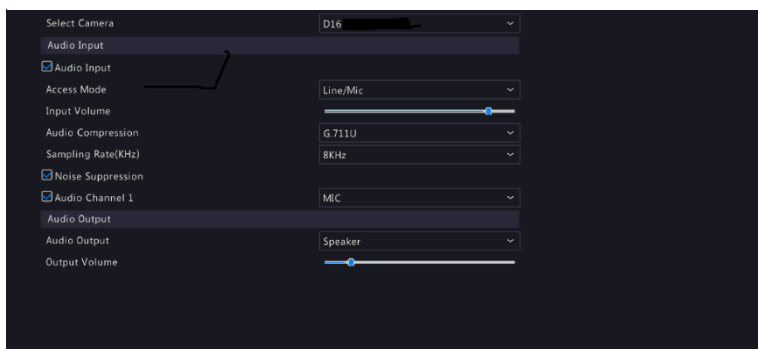 Select Camera D16
Audio Input
Audio Input
Access Mode Line/Mic
Input Volume
Audio Compression G.711U
Sampling Rate(KHz) 8KHz
Noise Suppression
Audio Channel 1 MIC
Audio Output
Audio Output Speaker
Output Volume